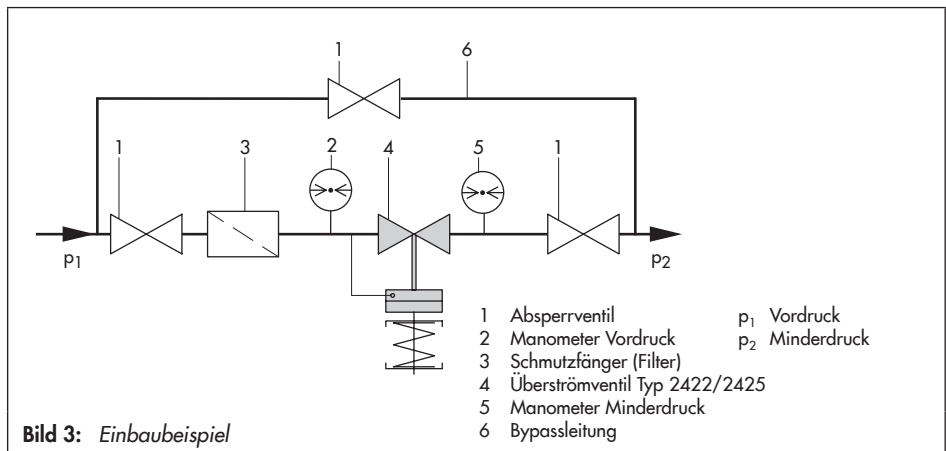 1 6
1 3 2 4 5 1
p₁ p₂
1 Absperrventil p₁ Vordruck
2 Manometer Vordruck p₂ Minderdruck
3 Schmutzfänger (Filter)
4 Überströmventil Typ 2422/2425
5 Manometer Minderdruck
6 Bypassleitung
Bild 3: Einbaubeispiel